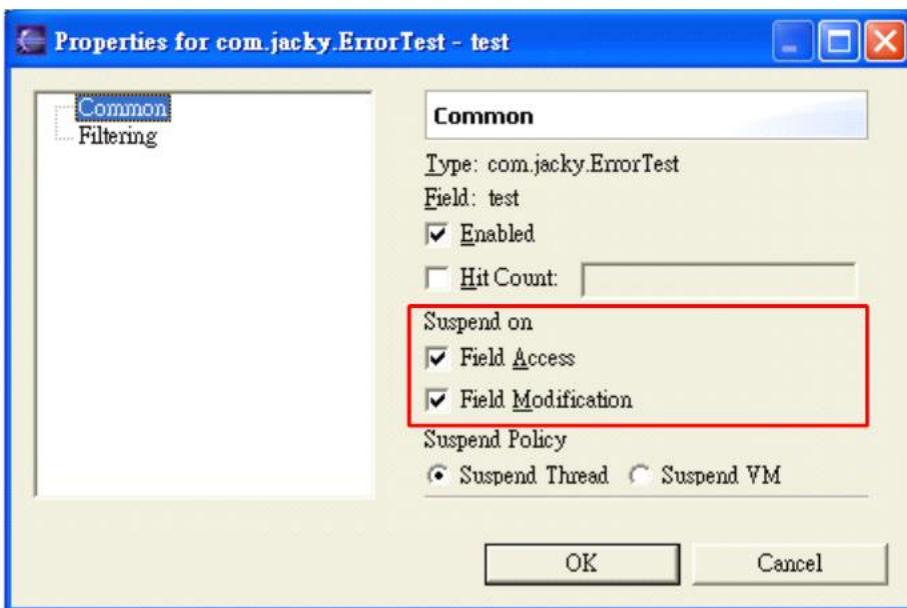 Properties for com.jacky.ErrorTest - test
Common
Filtering
Common
Type: com.jacky.ErrorTest
Field: test
Enabled
Hit Count:
Suspend on
Field Access
Field Modification
Suspend Policy
Suspend Thread Suspend VM
OK Cancel